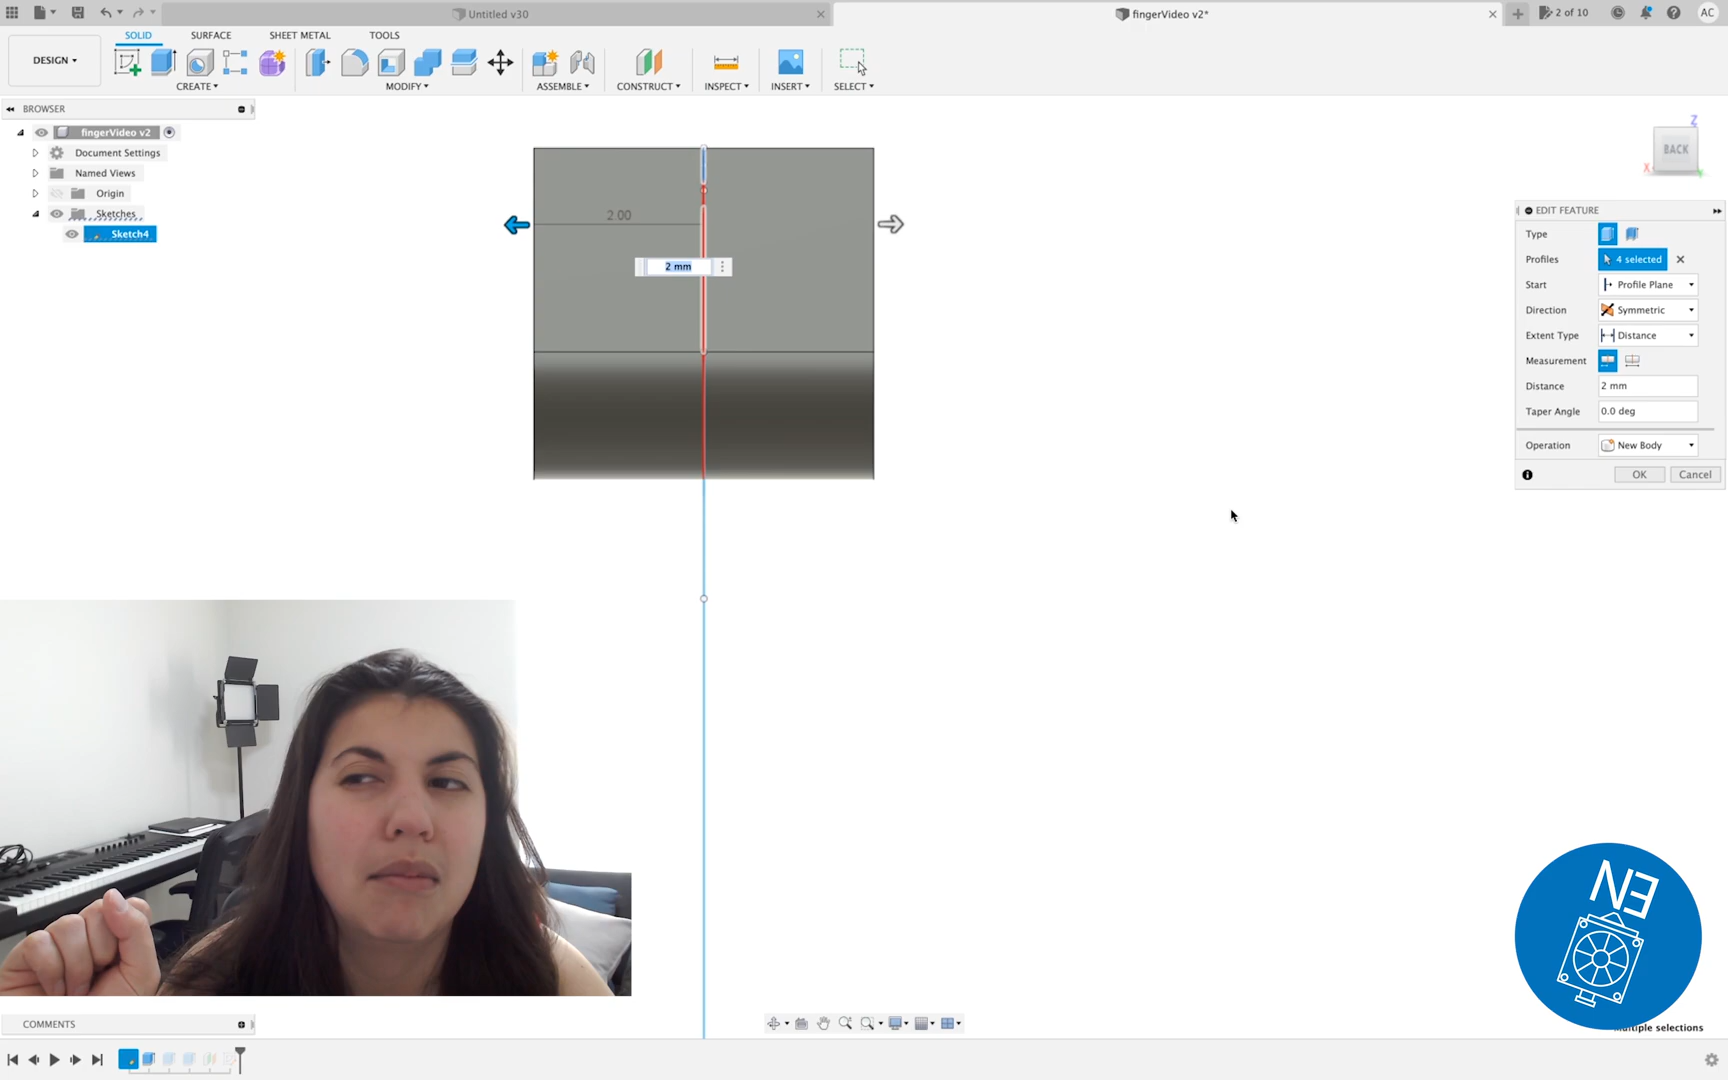 Untitled v30
fingerVideo v2*
2 of 10
AC
DESIGN
SOLID
SURFACE
SHEET METAL
TOOLS
CREATE
MODIFY
ASSEMBLE
CONSTRUCT
INSPECT
INSERT
SELECT
BROWSER
fingerVideo v2
Document Settings
Named Views
Origin
Sketches
Sketch4
2.00
2 mm
Z
BACK
X
EDIT FEATURE
Type
Profiles
4 selected
Start
Profile Plane
Direction
Symmetric
Extent Type
Distance
Measurement
Distance
2 mm
Taper Angle
0.0 deg
Operation
New Body
OK
Cancel
NE
COMMENTS
Multiple selections